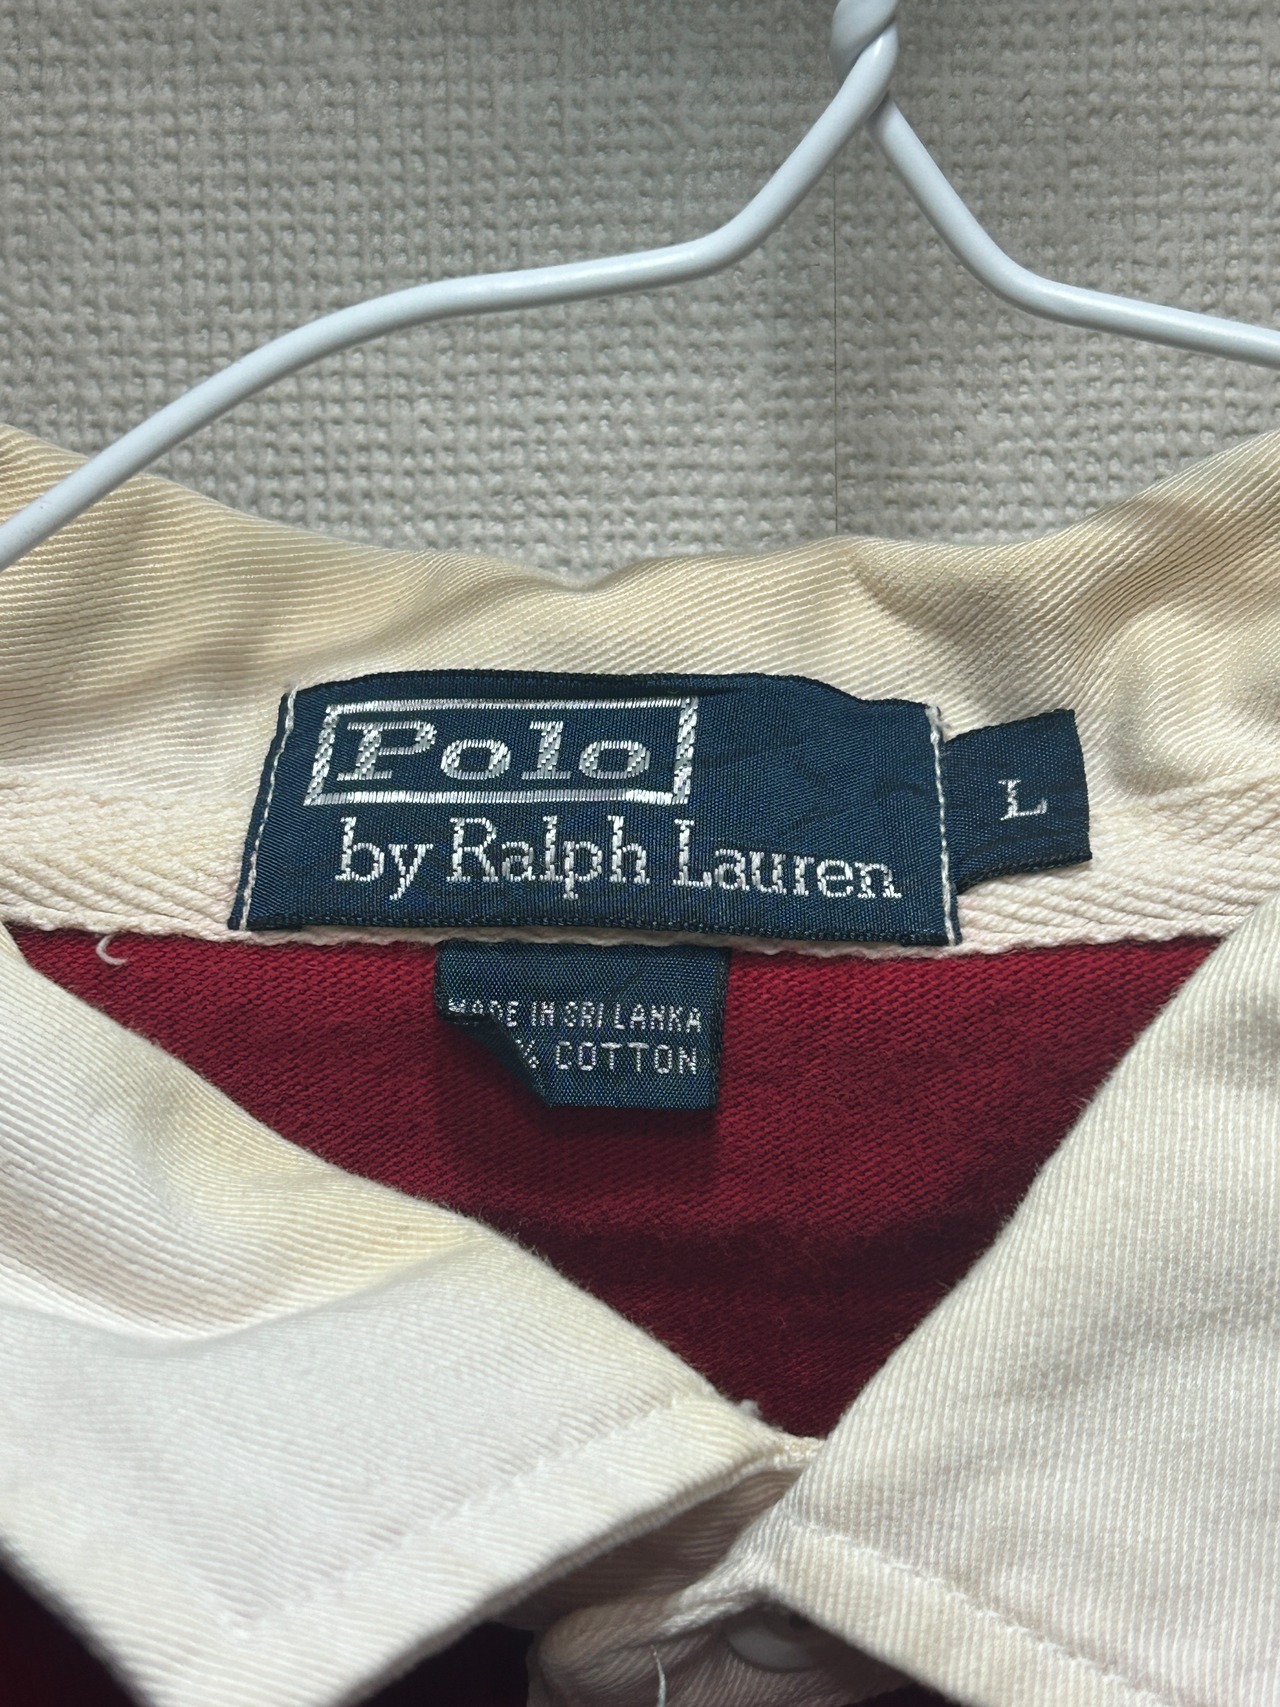 Polo
by Ralph Lauren
L
MADE IN SRI LANKA
% COTTON